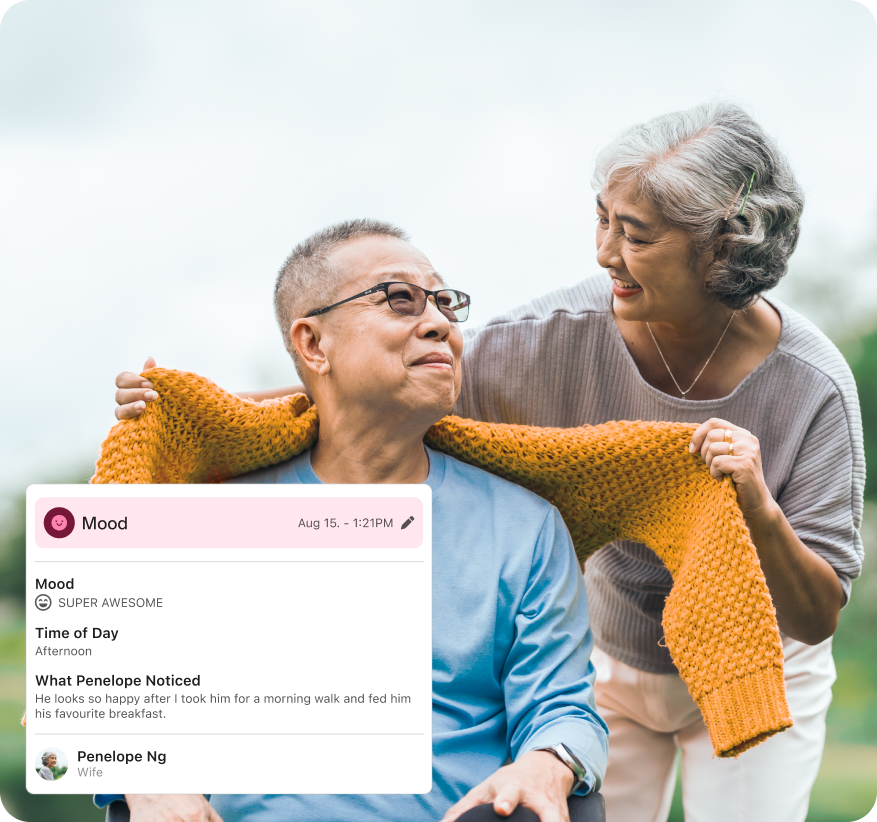 Mood
Aug 15. - 1:21PM
Mood
SUPER AWESOME
Time of Day
Afternoon
What Penelope Noticed
He looks so happy after I took him for a morning walk and fed him
his favourite breakfast.
Penelope Ng
Wife